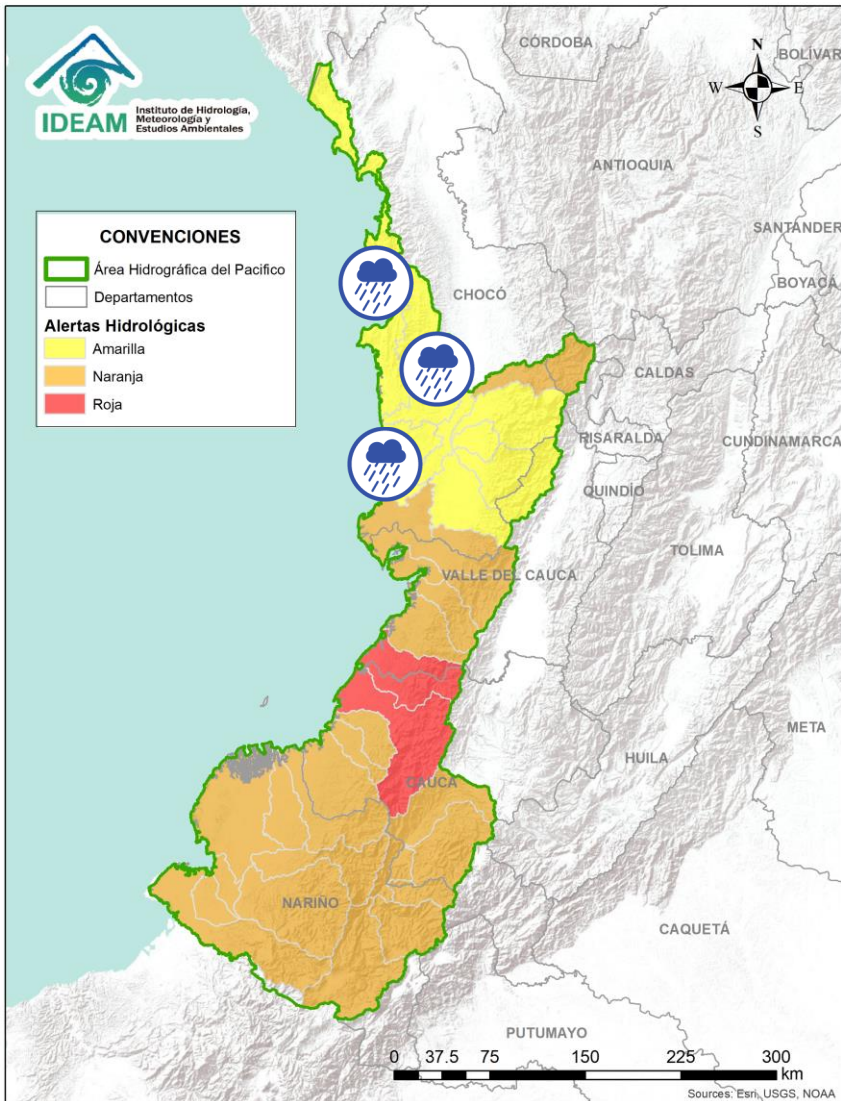 CÓRDOBA
BOLÍVAR
N
W E
S
IDEAM
Instituto de Hidrología,
Meteorología y
Estudios Ambientales
ANTIOQUIA
SANTANDER
CONVENCIONES
Área Hidrográfica del Pacifico
Departamentos
Alertas Hidrológicas
Amarilla
Naranja
Roja
BOYACÁ
CHOCÓ
CALDAS
RISARALDA
CUNDINAMARCA
QUINDÍO
TOLIMA
VALLE DEL CAUCA
META
HUILA
CAUCA
NARIÑO
CAQUETÁ
PUTUMAYO
0 37.5 75 150 225 300
km
Sources: Esri, USGS, NOAA